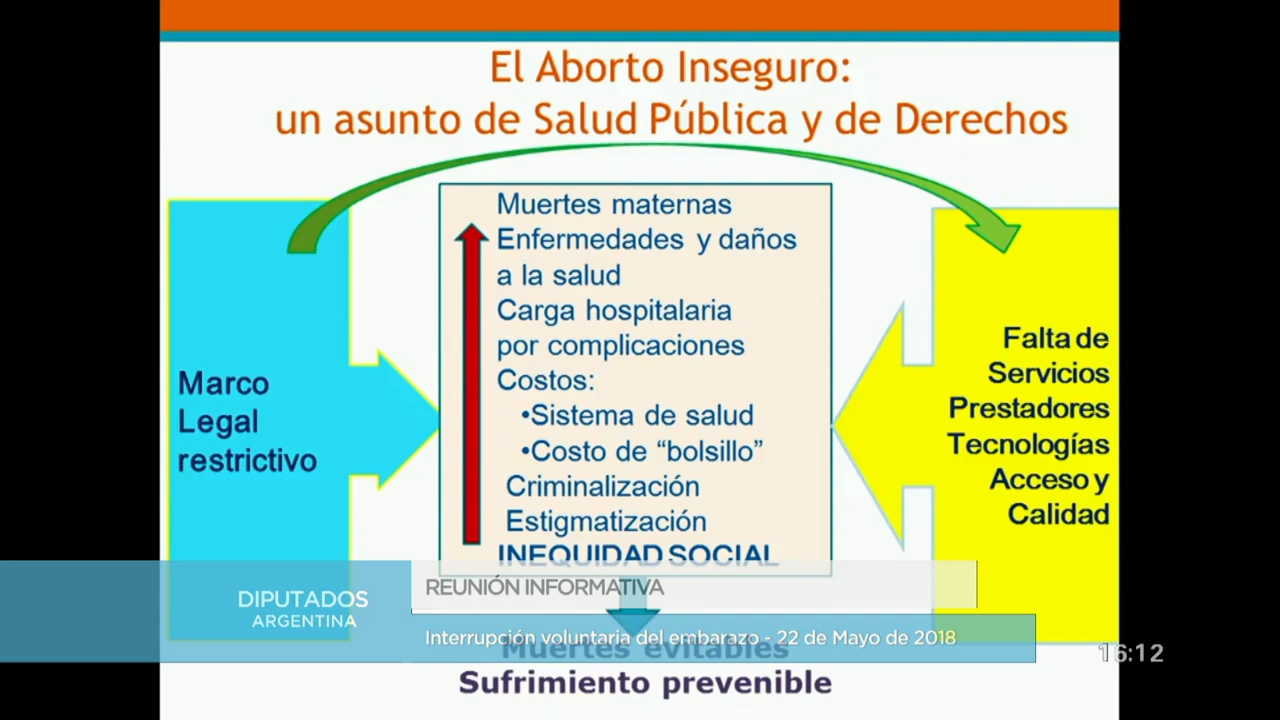 El Aborto Inseguro:
un asunto de Salud Pública y de Derechos
Marco
Legal
restrictivo
Muertes maternas
Enfermedades y daños
a la salud
Carga hospitalaria
por complicaciones
Costos:
•Sistema de salud
•Costo de “bolsillo”
Criminalización
Estigmatización
INEQUIDAD SOCIAL
Falta de
Servicios
Prestadores
Tecnologías
Acceso y
Calidad
Muertes evitables
Sufrimiento prevenible
DIPUTADOS
ARGENTINA
REUNIÓN INFORMATIVA
Interrupción voluntaria del embarazo - 22 de Mayo de 2018
16:12